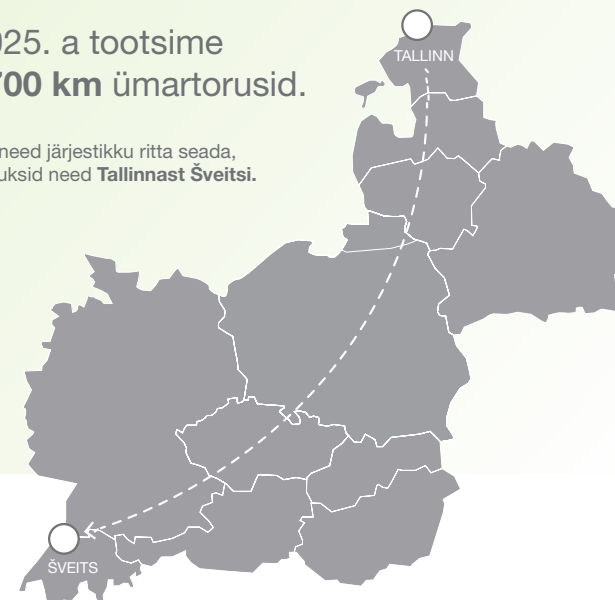 025. a tootsime
700 km ümartorusid.
need järjestikku ritta seada,
uksid need Tallinnast Šveitsi.
TALLINN
ŠVEITS